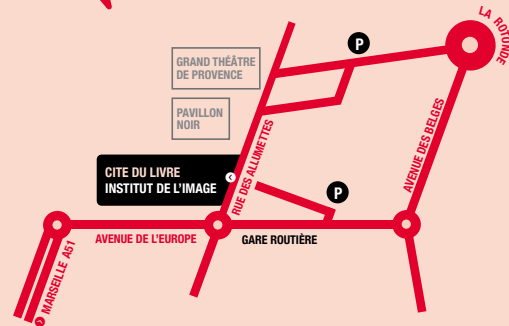 LA ROTONDE
P
GRAND THÉÂTRE
DE PROVENCE
PAVILLON
NOIR
RUE DES ALLUMETTES
AVENUE DES BELGES
CITE DU LIVRE
INSTITUT DE L'IMAGE
P
AVENUE DE L'EUROPE
GARE ROUTIÈRE
MARSEILLE A51